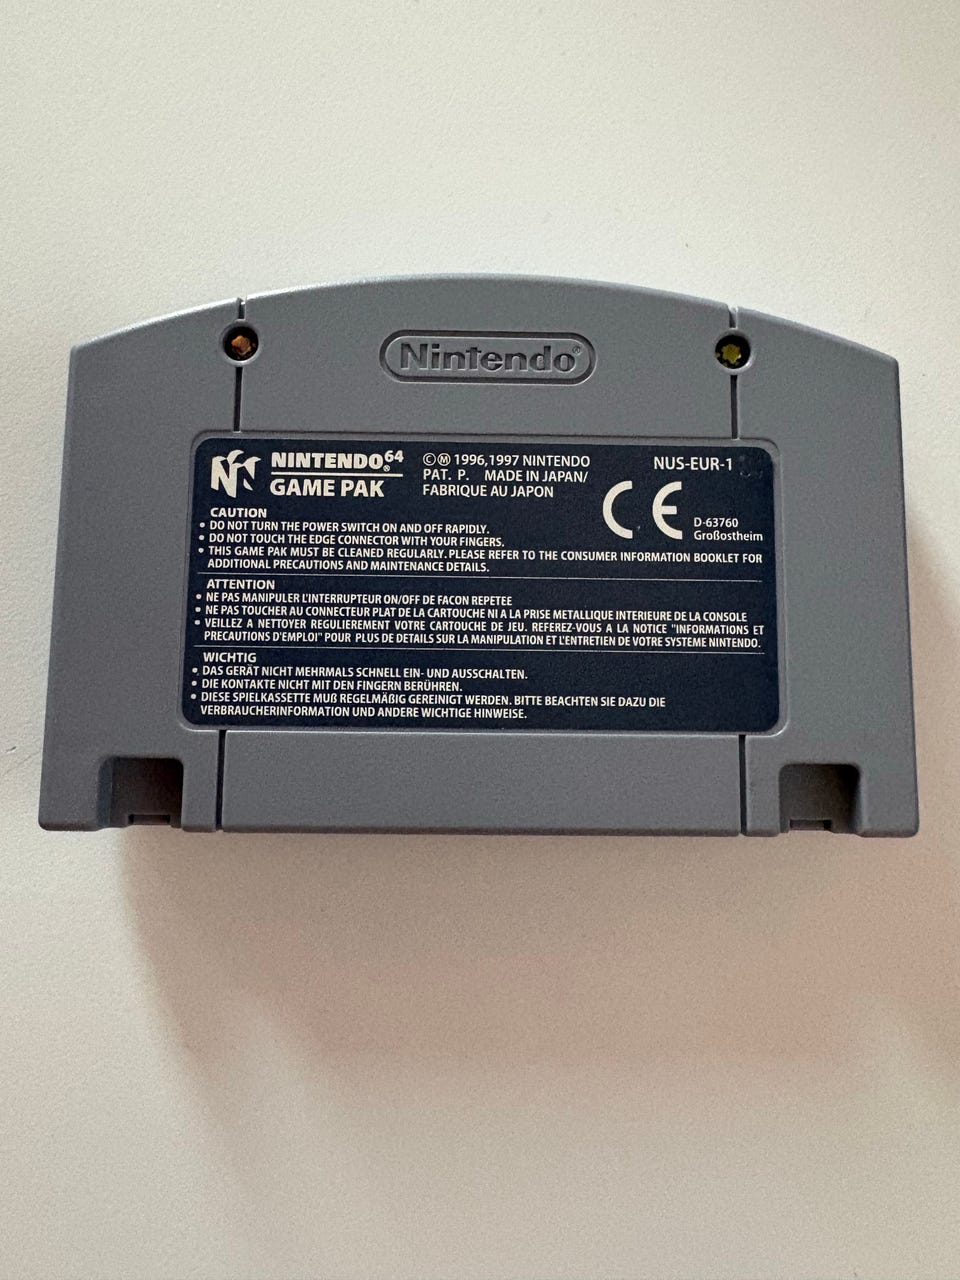 Nintendo®
NINTENDO®64
GAME PAK
©Ⓜ 1996,1997 NINTENDO
PAT. P. MADE IN JAPAN/
FABRIQUE AU JAPON
NUS-EUR-1
CE
D-63760
Großostheim
CAUTION
• DO NOT TURN THE POWER SWITCH ON AND OFF RAPIDLY.
• DO NOT TOUCH THE EDGE CONNECTOR WITH YOUR FINGERS.
• THIS GAME PAK MUST BE CLEANED REGULARLY. PLEASE REFER TO THE CONSUMER INFORMATION BOOKLET FOR
ADDITIONAL PRECAUTIONS AND MAINTENANCE DETAILS.
ATTENTION
• NE PAS MANIPULER L'INTERRUPTEUR ON/OFF DE FACON REPETEE
• NE PAS TOUCHER AU CONNECTEUR PLAT DE LA CARTOUCHE NI A LA PRISE METALLIQUE INTERIEURE DE LA CONSOLE
• VEILLEZ A NETTOYER REGULIEREMENT VOTRE CARTOUCHE DE JEU. REFEREZ-VOUS A LA NOTICE "INFORMATIONS ET
PRECAUTIONS D'EMPLOI" POUR PLUS DE DETAILS SUR LA MANIPULATION ET L'ENTRETIEN DE VOTRE SYSTEME NINTENDO.
WICHTIG
• DAS GERÄT NICHT MEHRMALS SCHNELL EIN- UND AUSSCHALTEN.
• DIE KONTAKTE NICHT MIT DEN FINGERN BERÜHREN.
• DIESE SPIELKASSETTE MUß REGELMÄßIG GEREINIGT WERDEN. BITTE BEACHTEN SIE DAZU DIE
VERBRAUCHERINFORMATION UND ANDERE WICHTIGE HINWEISE.